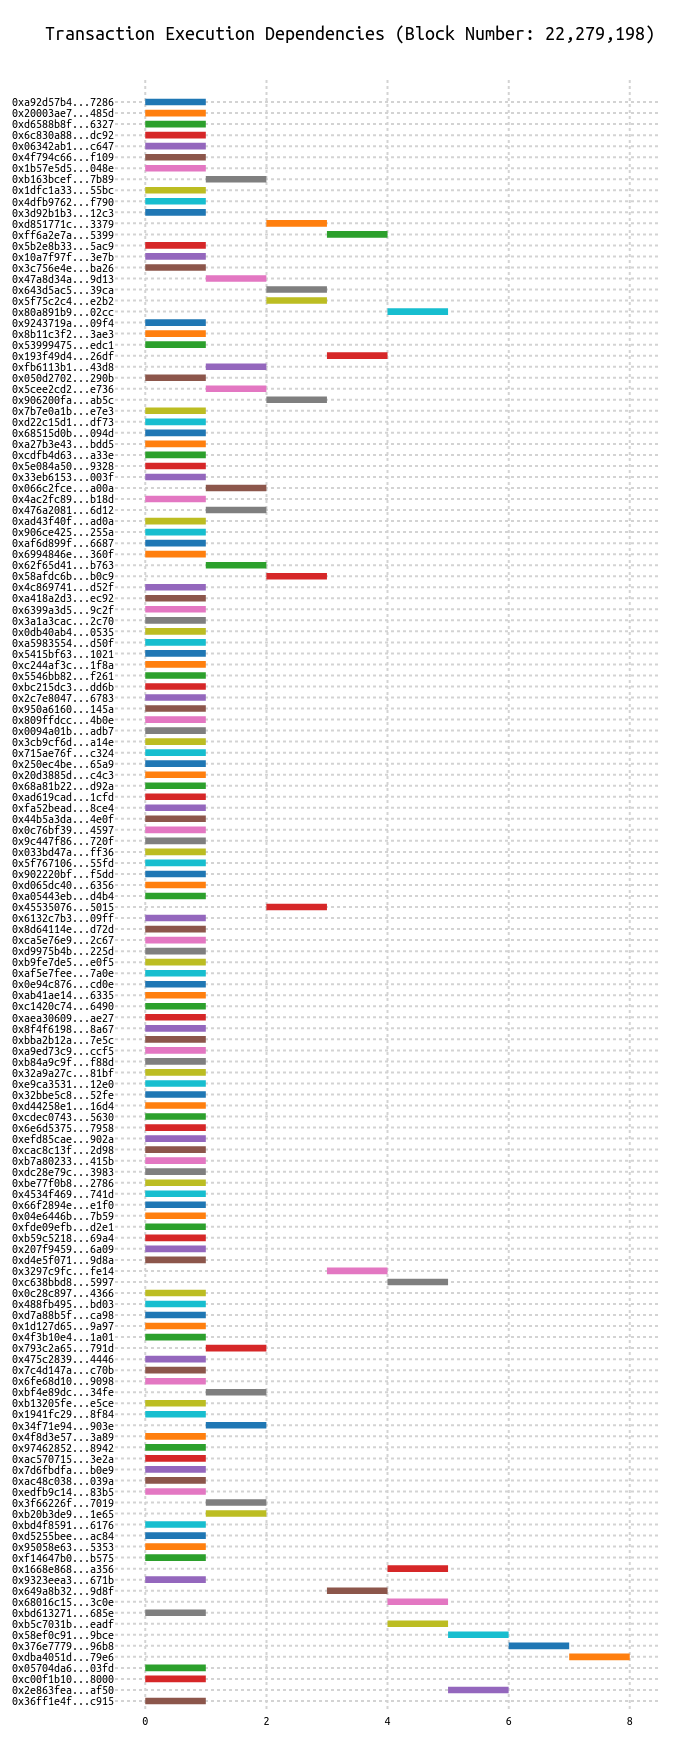 Transaction Execution Dependencies (Block Number: 22,279,198)
0xa92d57b4...7286
0x20003ae7...485d
0xd6588b8f...6327
0x6c830a88...dc92
0x06342ab1...c647
0x4f794c66...f109
0x1b57e5d5...048e
0xb163bcef...7b89
0x1dfc1a33...55bc
0x4dfb9762...f790
0x3d92b1b3...12c3
0xd851771c...3379
0xff6a2e7a...5399
0x5b2e8b33...5ac9
0x10a7f97f...3e7b
0x3c756e4e...ba26
0x47a8d34a...9d13
0x643d5ac5...39ca
0x5f75c2c4...e2b2
0x80a891b9...02cc
0x9243719a...09f4
0x8b11c3f2...3ae3
0x53999475...edc1
0x193f49d4...26df
0xfb6113b1...43d8
0x050d2702...290b
0x5cee2cd2...e736
0x906200fa...ab5c
0x7b7e0a1b...e7e3
0xd22c15d1...df73
0x68515d0b...094d
0xa27b3e43...bdd5
0xcdfb4d63...a33e
0x5e084a50...9328
0x33eb6153...003f
0x066c2fce...a00a
0x4ac2fc89...b18d
0x476a2081...6d12
0xad43f40f...ad0a
0x906ce425...255a
0xaf6d899f...6687
0x6994846e...360f
0x62f65d41...b763
0x58afdc6b...b0c9
0x4c869741...d52f
0xa418a2d3...ec92
0x6399a3d5...9c2f
0x3a1a3cac...2c70
0x0db40ab4...0535
0xa5983554...d50f
0x5415bf63...1021
0xc244af3c...1f8a
0x5546bb82...f261
0xbc215dc3...dd6b
0x2c7e8047...6783
0x950a6160...145a
0x809ffdcc...4b0e
0x0094a01b...adb7
0x3cb9cf6d...a14e
0x715ae76f...c324
0x250ec4be...65a9
0x20d3885d...c4c3
0x68a81b22...d92a
0xad619cad...1cfd
0xfa52bead...8ce4
0x44b5a3da...4e0f
0x0c76bf39...4597
0x9c447f86...720f
0x033bd47a...ff36
0x5f767106...55fd
0x902220bf...f5dd
0xd065dc40...6356
0xa05443eb...d4b4
0x45535076...5015
0x6132c7b3...09ff
0x8d64114e...d72d
0xca5e76e9...2c67
0xd9975b4b...225d
0xb9fe7de5...e0f5
0xaf5e7fee...7a0e
0x0e94c876...cd0e
0xab41ae14...6335
0xc1420c74...6490
0xaea30609...ae27
0x8f4f6198...8a67
0xbba2b12a...7e5c
0xa9ed73c9...ccf5
0xb84a9c9f...f88d
0x32a9a27c...81bf
0xe9ca3531...12e0
0x32bbe5c8...52fe
0xd44258e1...16d4
0xcdec0743...5630
0x6e6d5375...7958
0xefd85cae...902a
0xcac8c13f...2d98
0xb7a80233...415b
0xdc28e79c...3983
0xbe77f0b8...2786
0x4534f469...741d
0x66f2894e...e1f0
0x04e6446b...7b59
0xfde09efb...d2e1
0xb59c5218...69a4
0x207f9459...6a09
0xd4e5f071...9d8a
0x3297c9fc...fe14
0xc638bbd8...5997
0x0c28c897...4366
0x488fb495...bd03
0xd7a88b5f...ca98
0x1d127d65...9a97
0x4f3b10e4...1a01
0x793c2a65...791d
0x475c2839...4446
0x7c4d147a...c70b
0x6fe68d10...9098
0xbf4e89dc...34fe
0xb13205fe...e5ce
0x1941fc29...8f84
0x34f71e94...903e
0x4f8d3e57...3a89
0x97462852...8942
0xac570715...3e2a
0x7d6fbdfa...b0e9
0xac48c038...039a
0xedfb9c14...83b5
0x3f66226f...7019
0xb20b3de9...1e65
0xbd4f8591...6176
0xd5255bee...ac84
0x95058e63...5353
0xf14647b0...b575
0x1668e868...a356
0x9323eea3...671b
0x649a8b32...9d8f
0x68016c15...3c0e
0xbd613271...685e
0xb5c7031b...eadf
0x58ef0c91...9bce
0x376e7779...96b8
0xdba4051d...79e6
0x05704da6...03fd
0xc00f1b10...8000
0x2e863fea...af50
0x36ff1e4f...c915
0 2 4 6 8